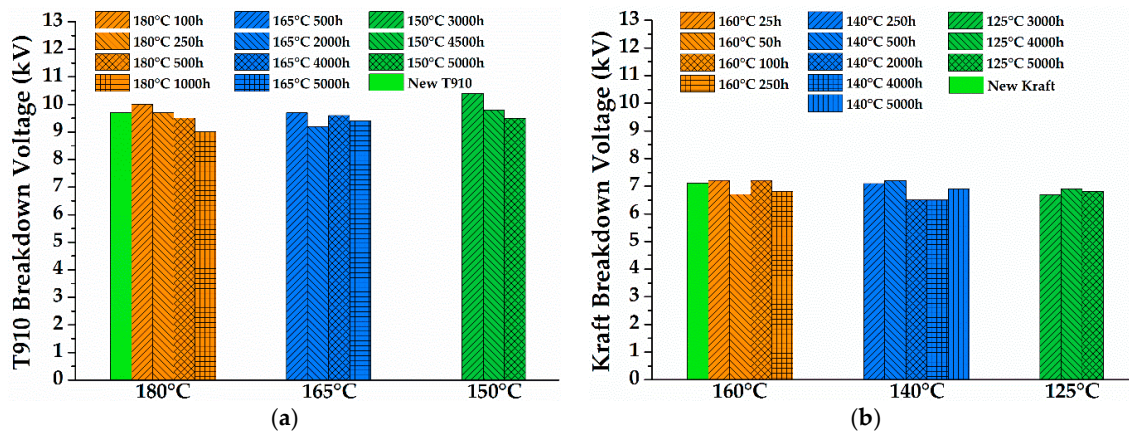 T910 Breakdown Voltage (kV)
13
12
11
10
9
8
7
6
5
4
3
2
1
0
180°C 100h
180°C 250h
180°C 500h
180°C 1000h
165°C 500h
165°C 2000h
165°C 4000h
165°C 5000h
150°C 3000h
150°C 4500h
150°C 5000h
New T910
180°C
165°C
150°C
(a)
Kraft Breakdown Voltage (kV)
13
12
11
10
9
8
7
6
5
4
3
2
1
0
160°C 25h
160°C 50h
160°C 100h
160°C 250h
140°C 250h
140°C 500h
140°C 2000h
140°C 4000h
140°C 5000h
125°C 3000h
125°C 4000h
125°C 5000h
New Kraft
160°C
140°C
125°C
(b)